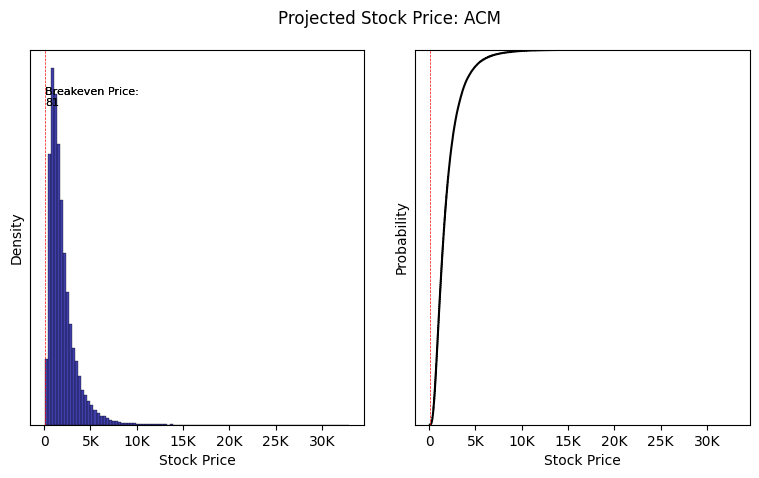 Projected Stock Price: ACM
Density
Breakeven Price:
81
0 5K 10K 15K 20K 25K 30K
Stock Price
Probability
0 5K 10K 15K 20K 25K 30K
Stock Price